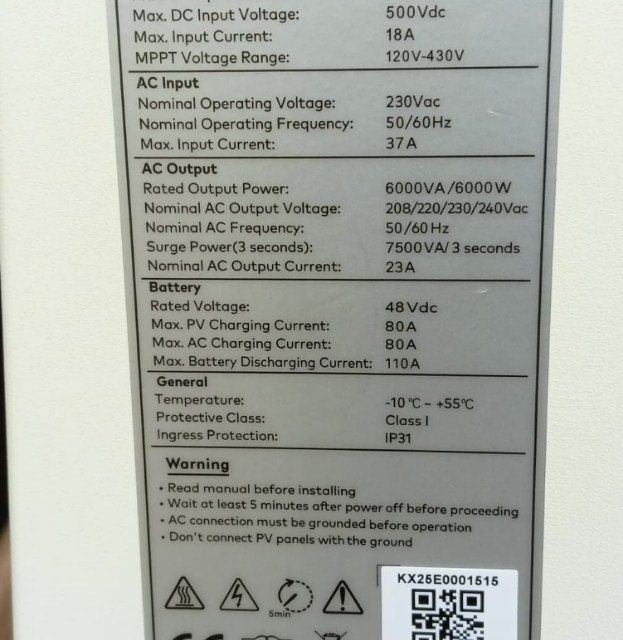 Max. DC Input Voltage: 500Vdc
Max. Input Current: 18A
MPPT Voltage Range: 120V-430V
AC Input
Nominal Operating Voltage: 230Vac
Nominal Operating Frequency: 50/60Hz
Max. Input Current: 37A
AC Output
Rated Output Power: 6000VA/6000W
Nominal AC Output Voltage: 208/220/230/240Vac
Nominal AC Frequency: 50/60Hz
Surge Power(3 seconds): 7500VA/3 seconds
Nominal AC Output Current: 23A
Battery
Rated Voltage: 48Vdc
Max. PV Charging Current: 80A
Max. AC Charging Current: 80A
Max. Battery Discharging Current: 110A
General
Temperature: -10℃~ +55℃
Protective Class: Class I
Ingress Protection: IP31
Warning
• Read manual before installing
• Wait at least 5 minutes after power off before proceeding
• AC connection must be grounded before operation
• Don't connect PV panels with the ground
5min
KX25E0001515